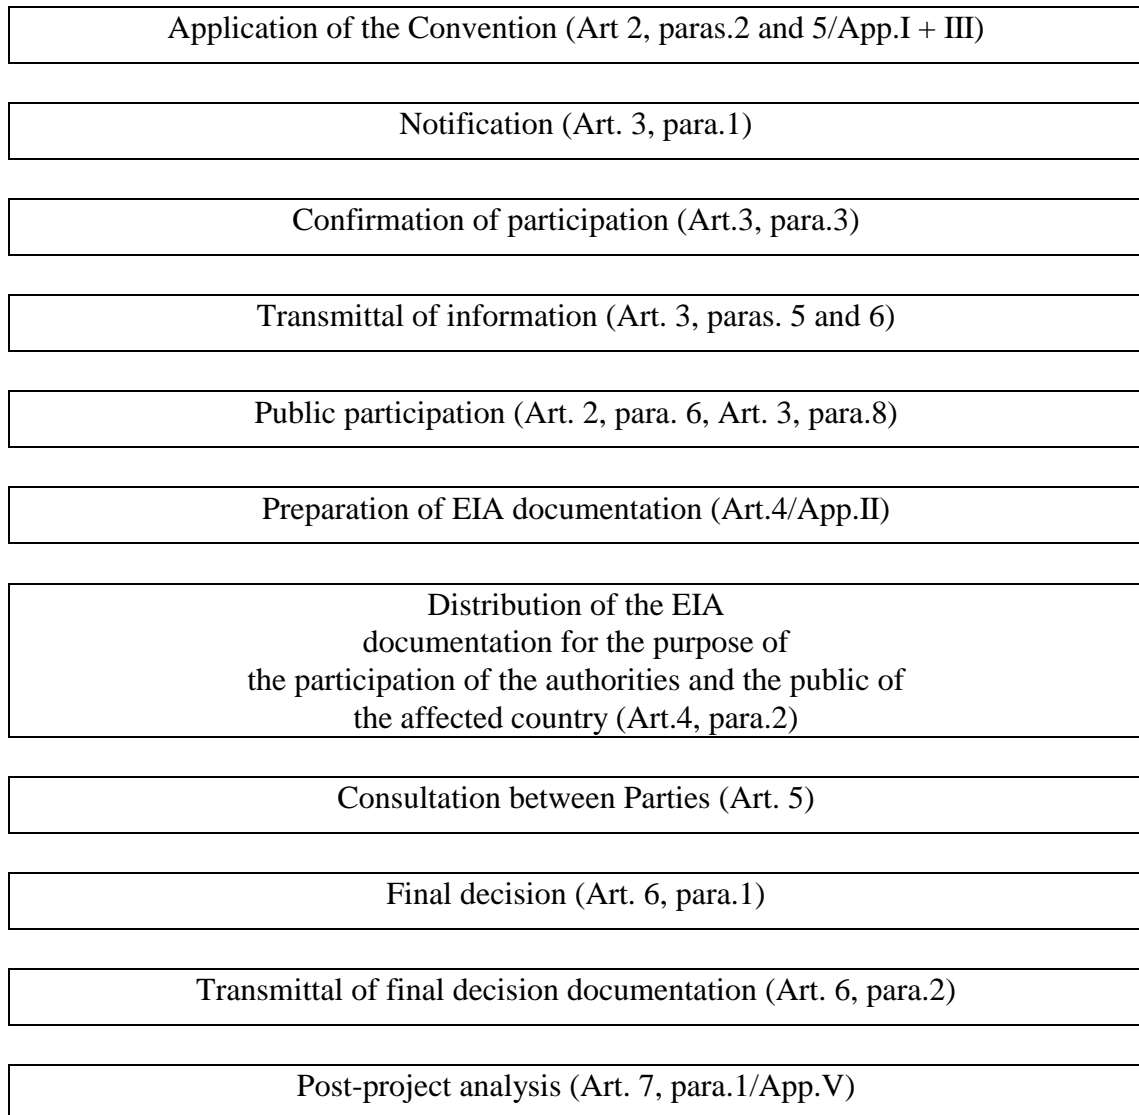 Application of the Convention (Art 2, paras.2 and 5/App.I + III)
Notification (Art. 3, para.1)
Confirmation of participation (Art.3, para.3)
Transmittal of information (Art. 3, paras. 5 and 6)
Public participation (Art. 2, para. 6, Art. 3, para.8)
Preparation of EIA documentation (Art.4/App.II)
Distribution of the EIA
documentation for the purpose of
the participation of the authorities and the public of
the affected country (Art.4, para.2)
Consultation between Parties (Art. 5)
Final decision (Art. 6, para.1)
Transmittal of final decision documentation (Art. 6, para.2)
Post-project analysis (Art. 7, para.1/App.V)